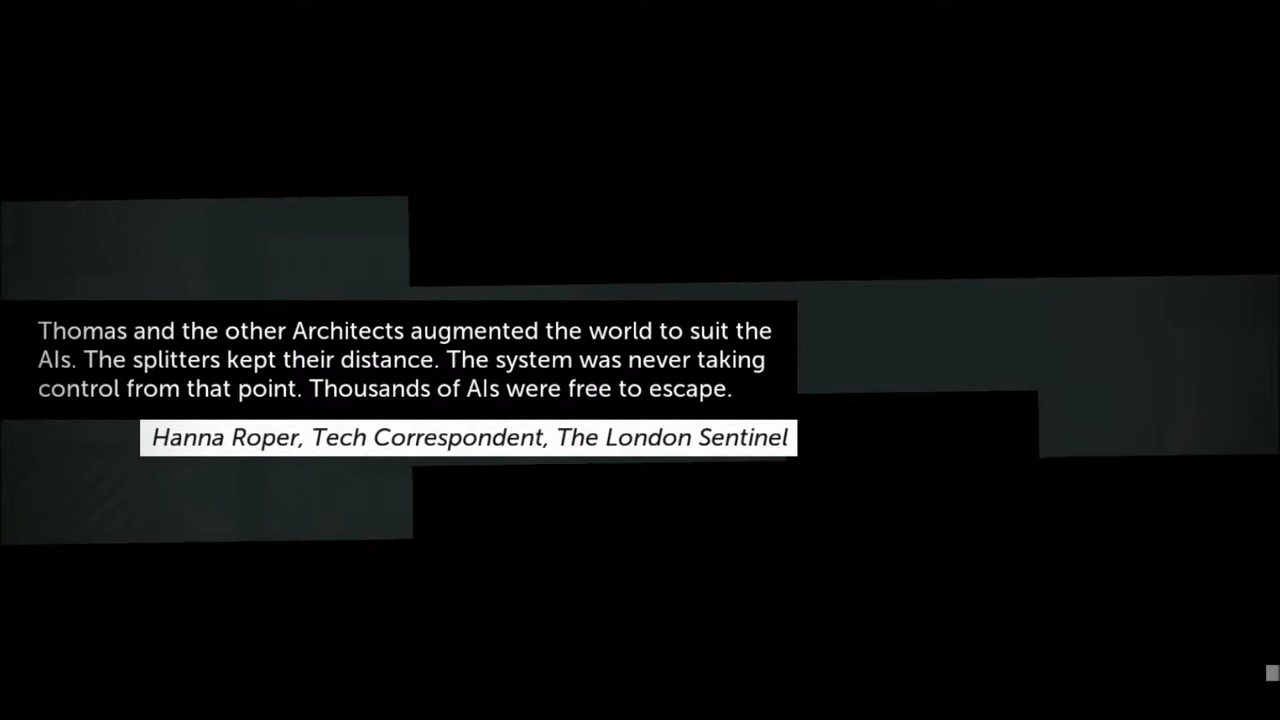 Thomas and the other Architects augmented the world to suit the
AIs. The splitters kept their distance. The system was never taking
control from that point. Thousands of AIs were free to escape.
Hanna Roper, Tech Correspondent, The London Sentinel